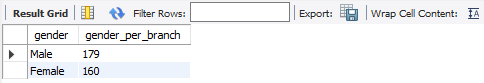 Result Grid Filter Rows: Export: Wrap Cell Content:
gender gender_per_branch
Male 179
Female 160